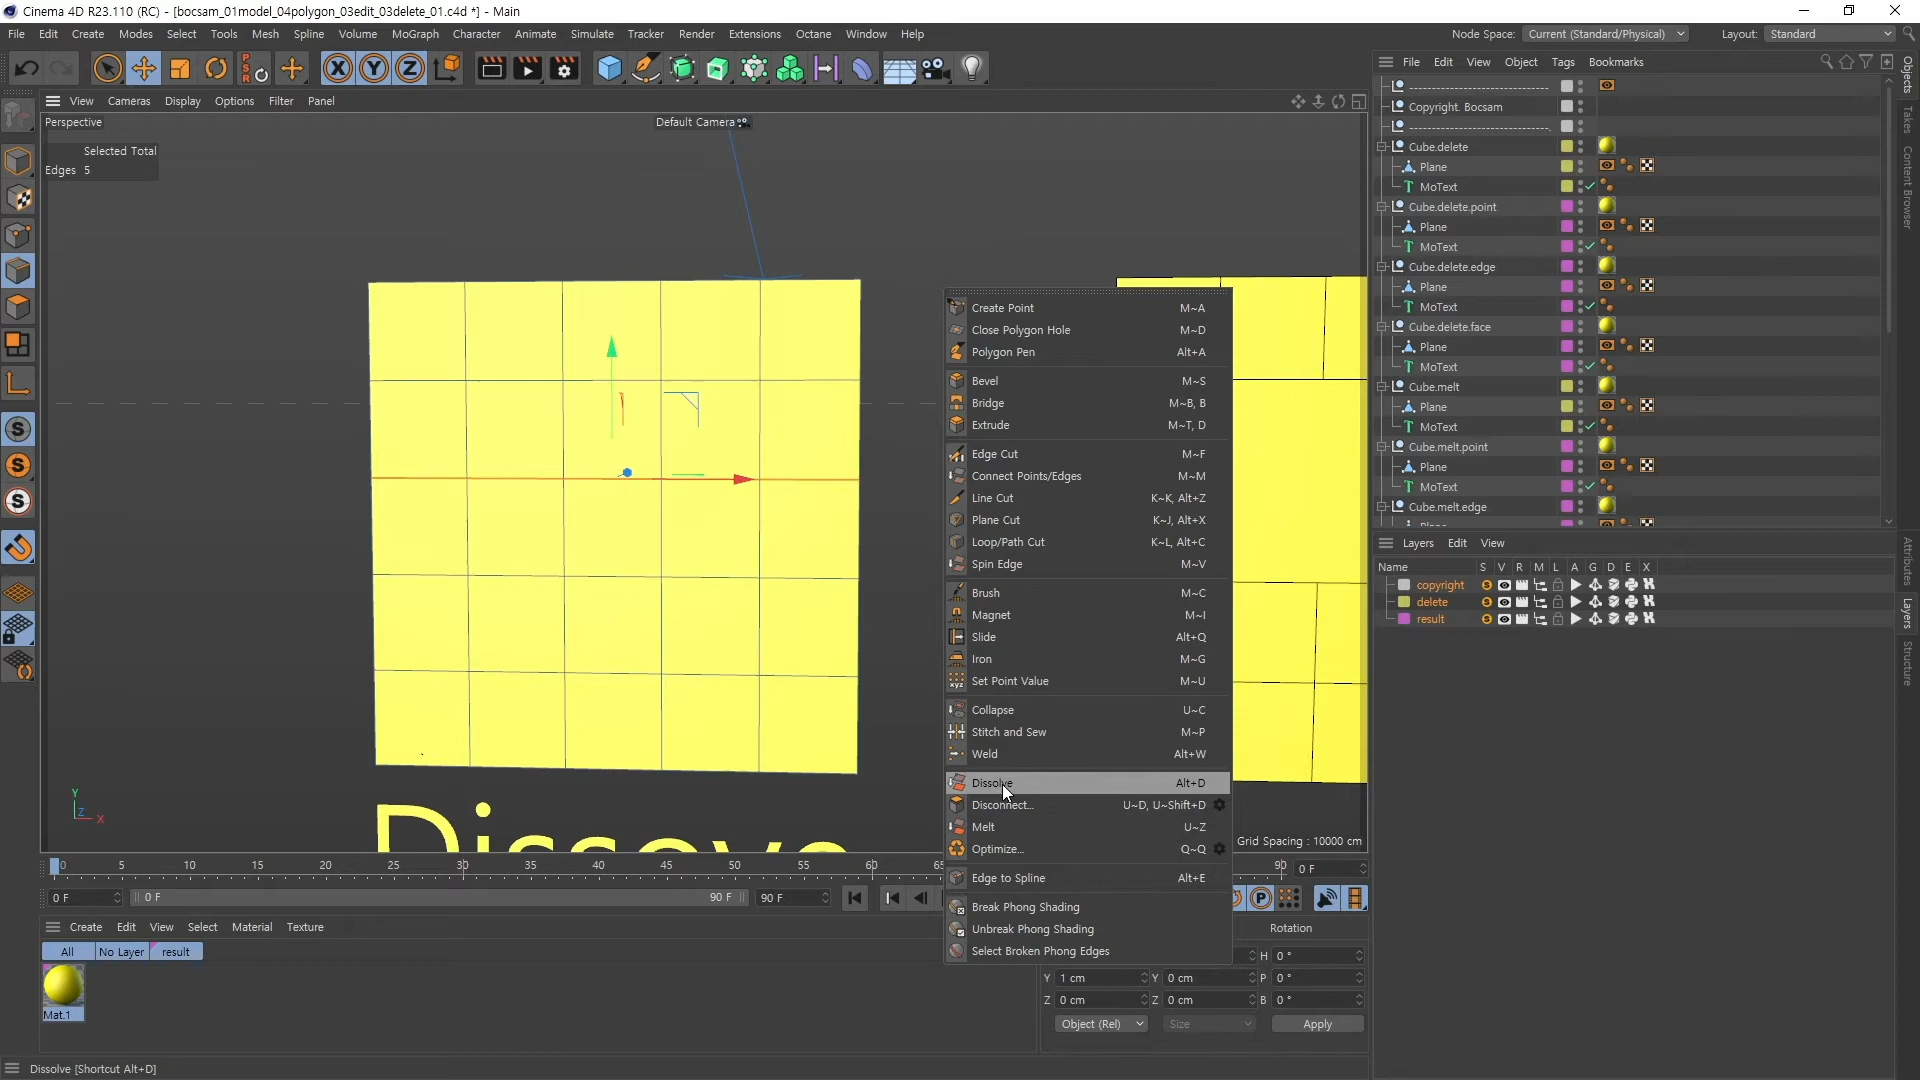 Cinema 4D R23.110 (RC) - [bocsam_01model_04polygon_03edit_03delete_01.c4d *] - Main
File Edit Create Modes Select Tools Mesh Spline Volume MoGraph Character Animate Simulate Tracker Render Extensions Octane Window Help
Node Space: Current (Standard/Physical) Layout: Standard
File Edit View Object Tags Bookmarks
View Cameras Display Options Filter Panel
Perspective
Default Camera
Selected Total
Edges 5
Create Point M~A
Close Polygon Hole M~D
Polygon Pen Alt+A
Bevel M~S
Bridge M~B, B
Extrude M~T, D
Edge Cut M~F
Connect Points/Edges M~M
Line Cut K~K, Alt+Z
Plane Cut K~J, Alt+X
Loop/Path Cut K~L, Alt+C
Spin Edge M~V
Brush M~C
Magnet M~I
Slide Alt+Q
Iron M~G
Set Point Value M~U
Collapse U~C
Stitch and Sew M~P
Weld Alt+W
Dissolve Alt+D
Disconnect... U~D, U~Shift+D
Melt U~Z
Optimize... Q~Q
Edge to Spline Alt+E
Break Phong Shading
Unbreak Phong Shading
Select Broken Phong Edges
Y
Z
X
Grid Spacing : 10000 cm
0 5 10 15 20 25 30 35 40 45 50 55 60 65 90 0 F
0 F 0 F 90 F 90 F
Create Edit View Select Material Texture
All No Layer result
Mat.1
Rotation
H 0 °
Y 1 cm Y 0 cm P 0 °
Z 0 cm Z 0 cm B 0 °
Object (Rel) Size Apply
Dissolve [Shortcut Alt+D]
Copyright. Bocsam
Cube.delete
Plane
MoText
Cube.delete.point
Plane
MoText
Cube.delete.edge
Plane
MoText
Cube.delete.face
Plane
MoText
Cube.melt
Plane
MoText
Cube.melt.point
Plane
MoText
Cube.melt.edge
Layers Edit View
Name S V R M L A G D E X
copyright
delete
result
Objects
Takes
Content Browser
Attributes
Layers
Structure